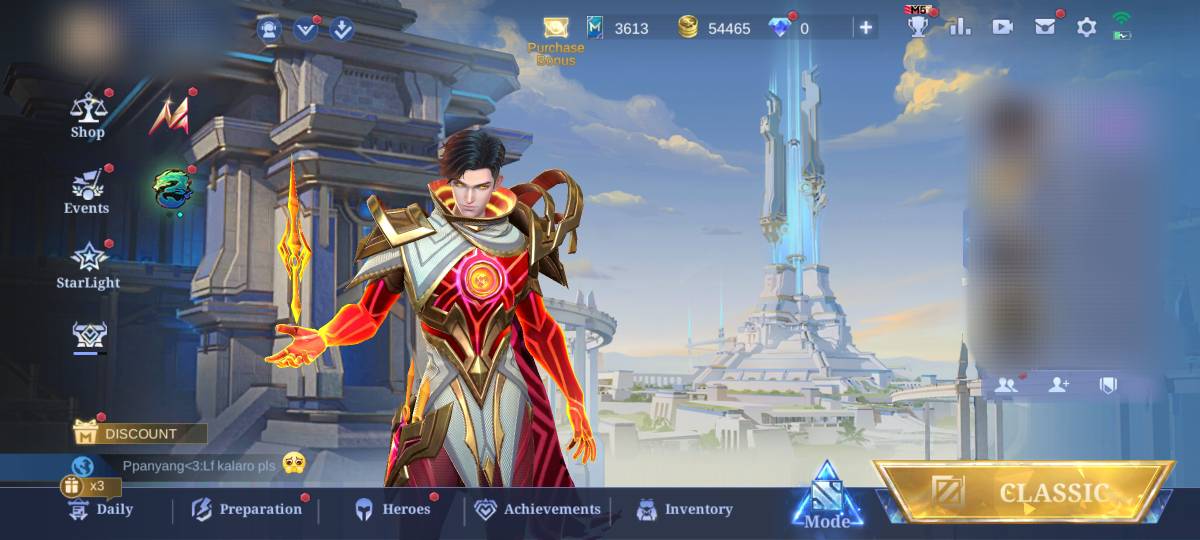 Purchase
Bonus
3613
54465
0
M5
Shop
Events
StarLight
DISCOUNT
Ppanyang<3:Lf kalaro pls
x3
Daily
Preparation
Heroes
Achievements
Inventory
Mode
CLASSIC